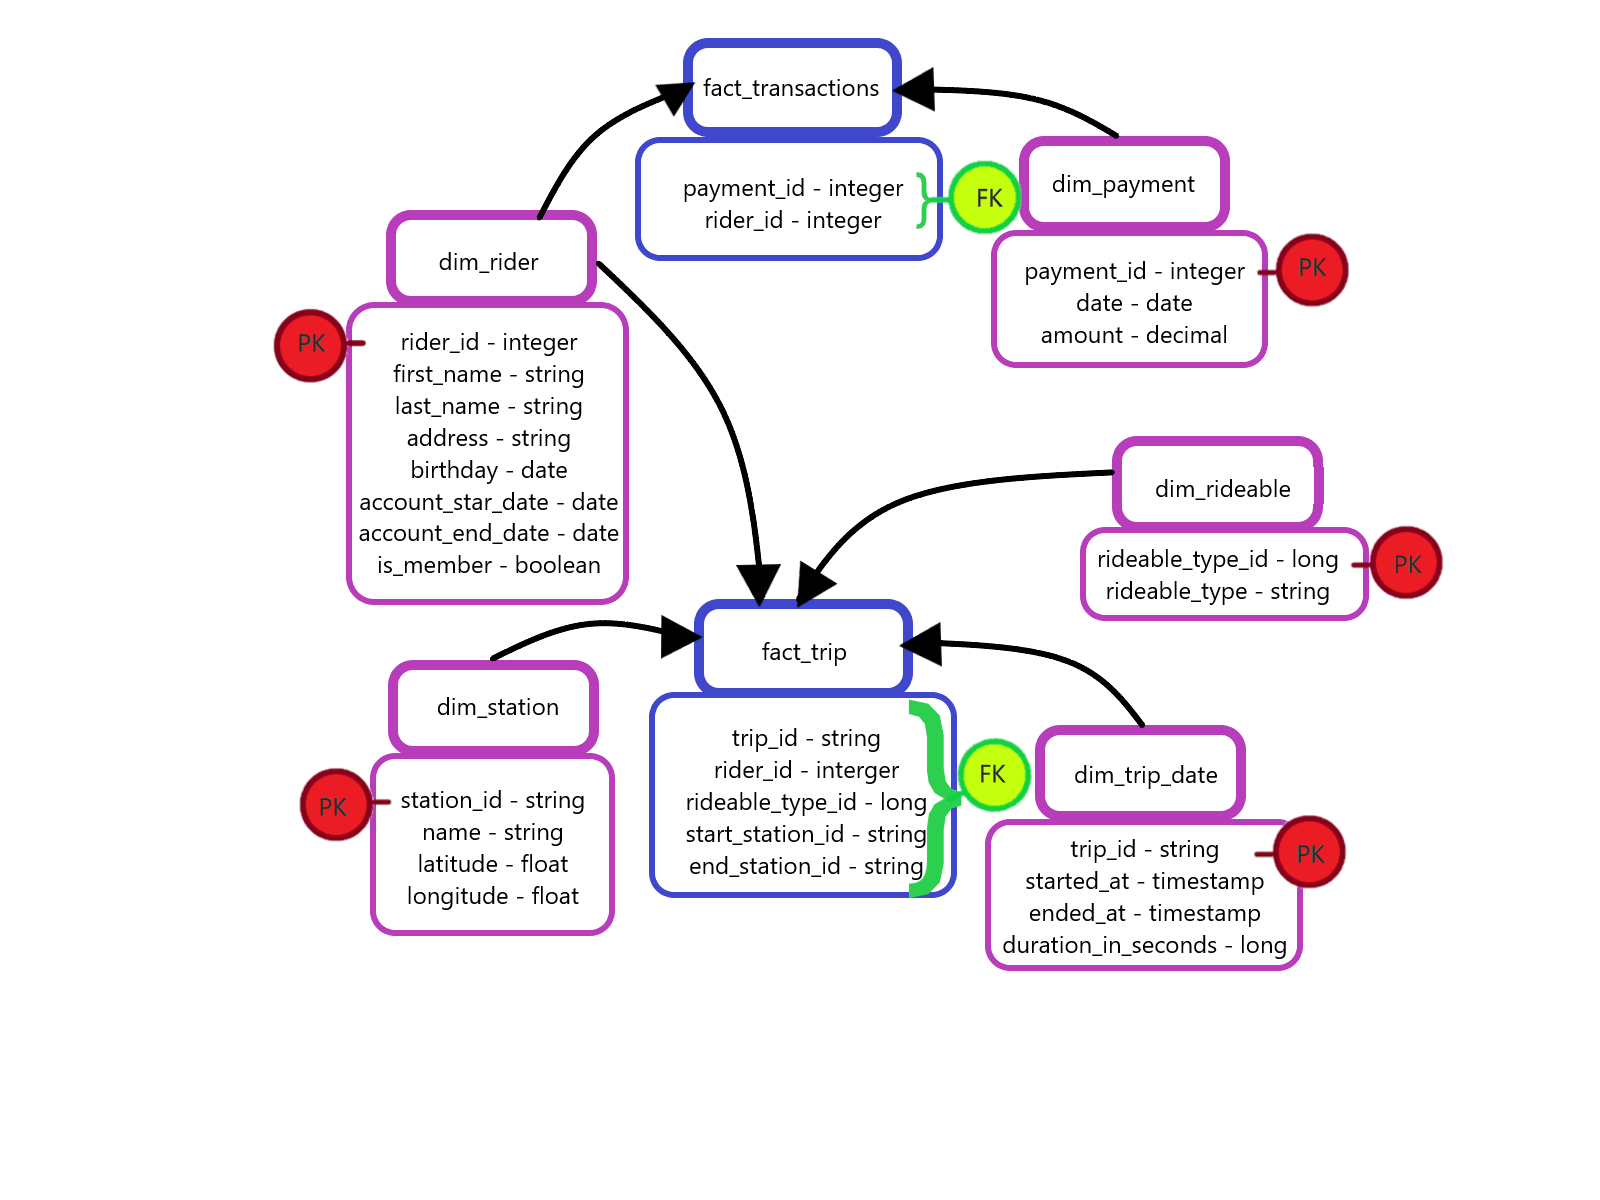 fact_transactions
payment_id - integer
rider_id - integer
FK
dim_payment
payment_id - integer
date - date
amount - decimal
PK
dim_rider
PK
rider_id - integer
first_name - string
last_name - string
address - string
birthday - date
account_star_date - date
account_end_date - date
is_member - boolean
dim_rideable
rideable_type_id - long
rideable_type - string
PK
fact_trip
trip_id - string
rider_id - interger
rideable_type_id - long
start_station_id - string
end_station_id - string
FK
dim_station
PK
station_id - string
name - string
latitude - float
longitude - float
dim_trip_date
trip_id - string
started_at - timestamp
ended_at - timestamp
duration_in_seconds - long
PK